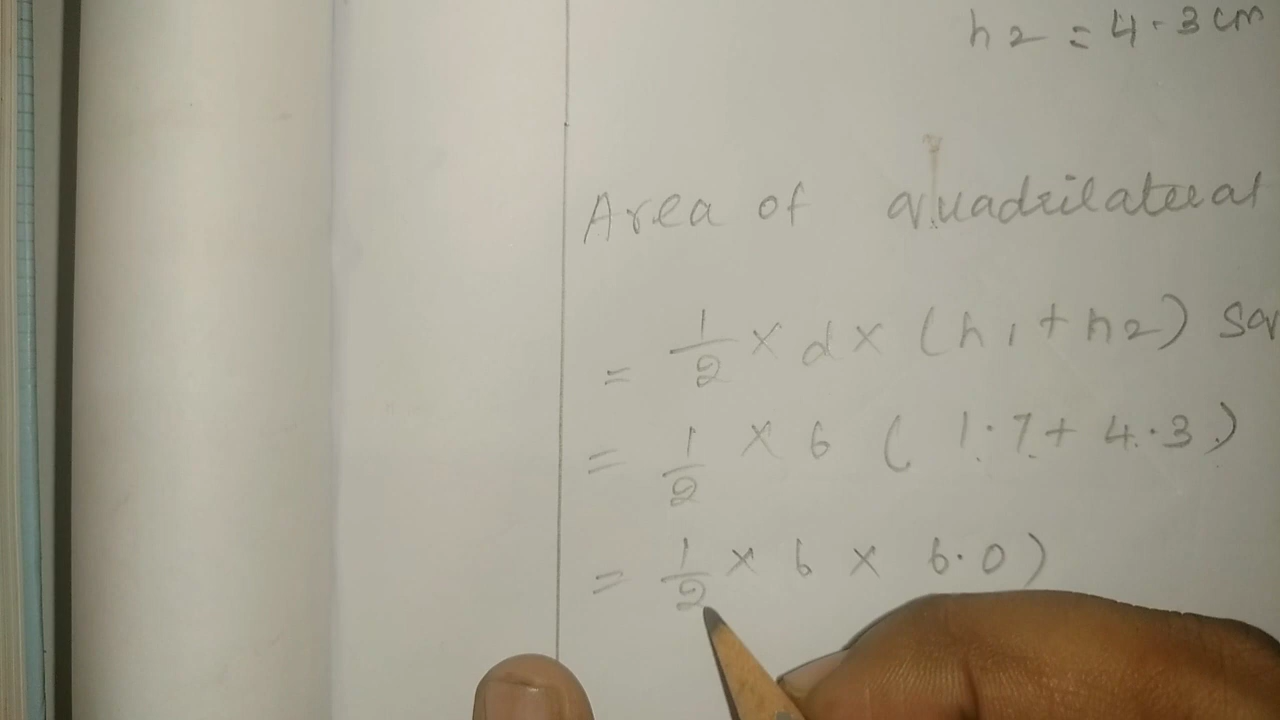 h2 = 4.3 cm
Area of quadrilateral
= 1/2 × d × (h1 + h2) sq
= 1/2 × 6 ( 1.7 + 4.3 )
= 1/2 × 6 × 6.0 )